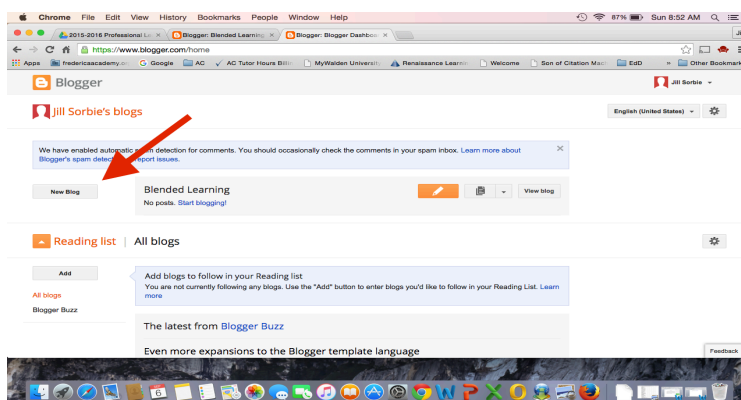 Chrome File Edit View History Bookmarks People Window Help 87% Sun 8:52 AM
2015-2016 Professional La Blogger: Blended Learning Blogger: Blogger Dashboa
https://www.blogger.com/home
Apps fredericaacademy.or Google AC AC Tutor Hours Billi MyWalden University Renaissance Learni Welcome Son of Citation Mac EdD » Other Bookmark
Blogger Jill Sorbie
Jill Sorbie's blogs English (United States)
We have enabled automatic detection for comments. You should occasionally check the comments in your spam inbox. Learn more about
Blogger's spam report issues.
New Blog Blended Learning View blog
No posts. Start blogging!
Reading list | All blogs
Add Add blogs to follow in your Reading list
You are not currently following any blogs. Use the "Add" button to enter blogs you'd like to follow in your Reading List. Learn
more
All blogs
Blogger Buzz
The latest from Blogger Buzz
Even more expansions to the Blogger template language
Feedback
6